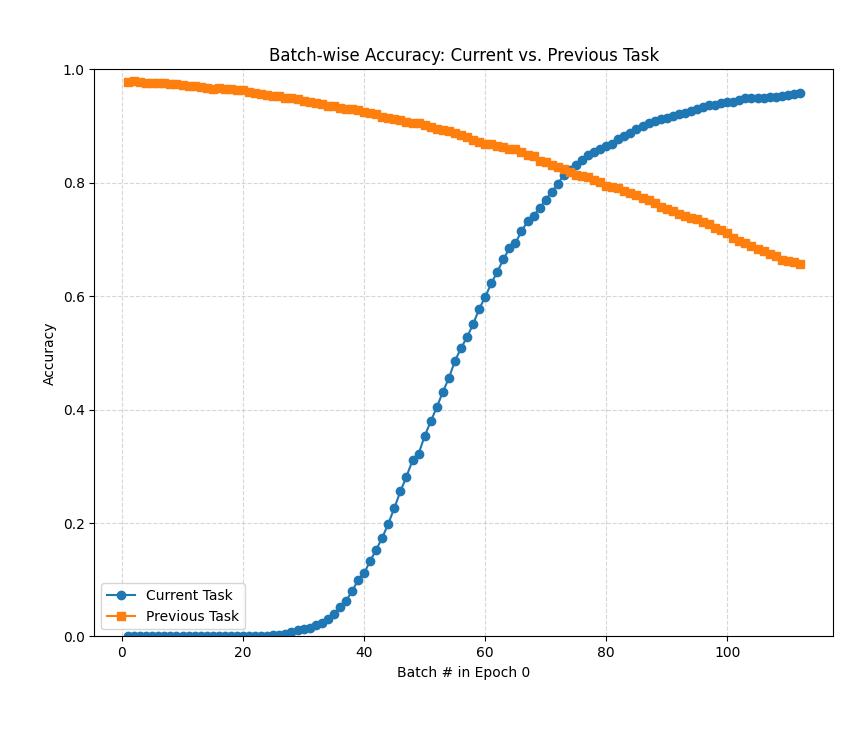 Batch-wise Accuracy: Current vs. Previous Task
1.0
0.8
0.6
0.4
0.2
0.0
Accuracy
Current Task
Previous Task
0 20 40 60 80 100
Batch # in Epoch 0